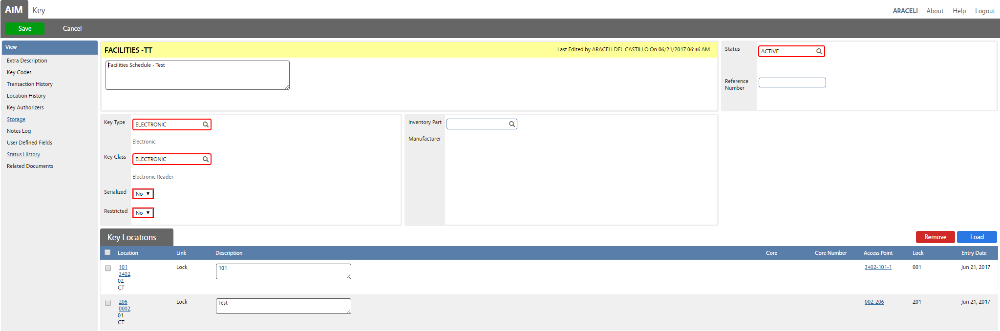 AiM Key ARACELI About Help Logout
Save Cancel
View
Extra Description
Key Codes
Transaction History
Location History
Key Authorizers
Storage
Notes Log
User Defined Fields
Status History
Related Documents
FACILITIES -TT Last Edited by ARACELI DEL CASTILLO On 06/21/2017 06:46 AM
Facilities Schedule - Test
Status ACTIVE
Reference
Number
Key Type ELECTRONIC
Electronic
Key Class ELECTRONIC
Electronic Reader
Serialized No
Restricted No
Inventory Part
Manufacturer
Key Locations Remove Load
Location Link Description Core Core Number Access Point Lock Entry Date
101 Lock 101 3402-101-1 001 Jun 21, 2017
3402
02
CT
206 Lock Test 002-206 201 Jun 21, 2017
0002
01
CT